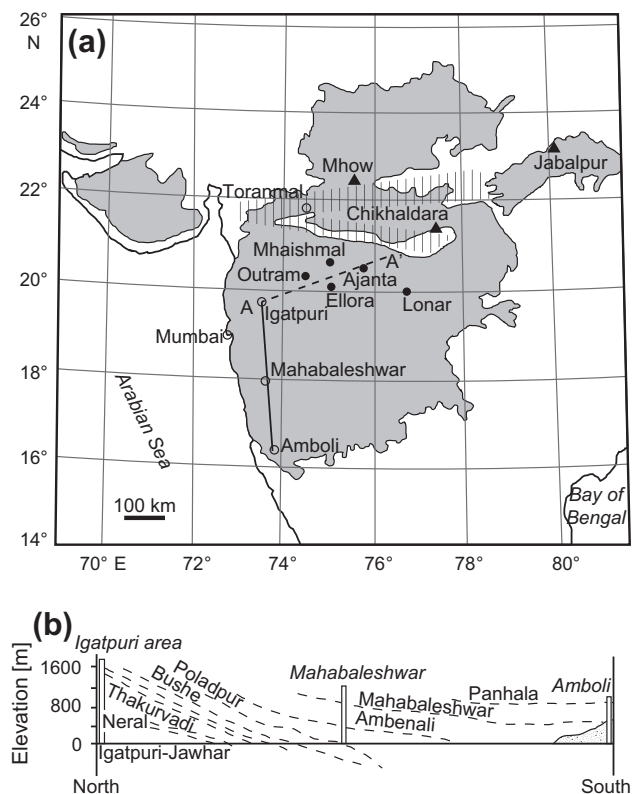 (a)
26°
N
24°
22°
20°
18°
16°
14°
70° E
72°
74°
76°
78°
80°
Mhow
Jabalpur
Toranmal
Chikhaldara
Mhaishmal
A'
Outram
Ajanta
A
Igatpuri
Ellora
Lonar
Mumbai
Mahabaleshwar
Arabian Sea
Amboli
100 km
Bay of
Bengal
(b)
Igatpuri area
Elevation [m]
1600
800
0
Poladpur
Bushe
Thakurvadi
Neral
Igatpuri-Jawhar
Mahabaleshwar
Mahabaleshwar
Ambenali
Panhala
Amboli
North
South